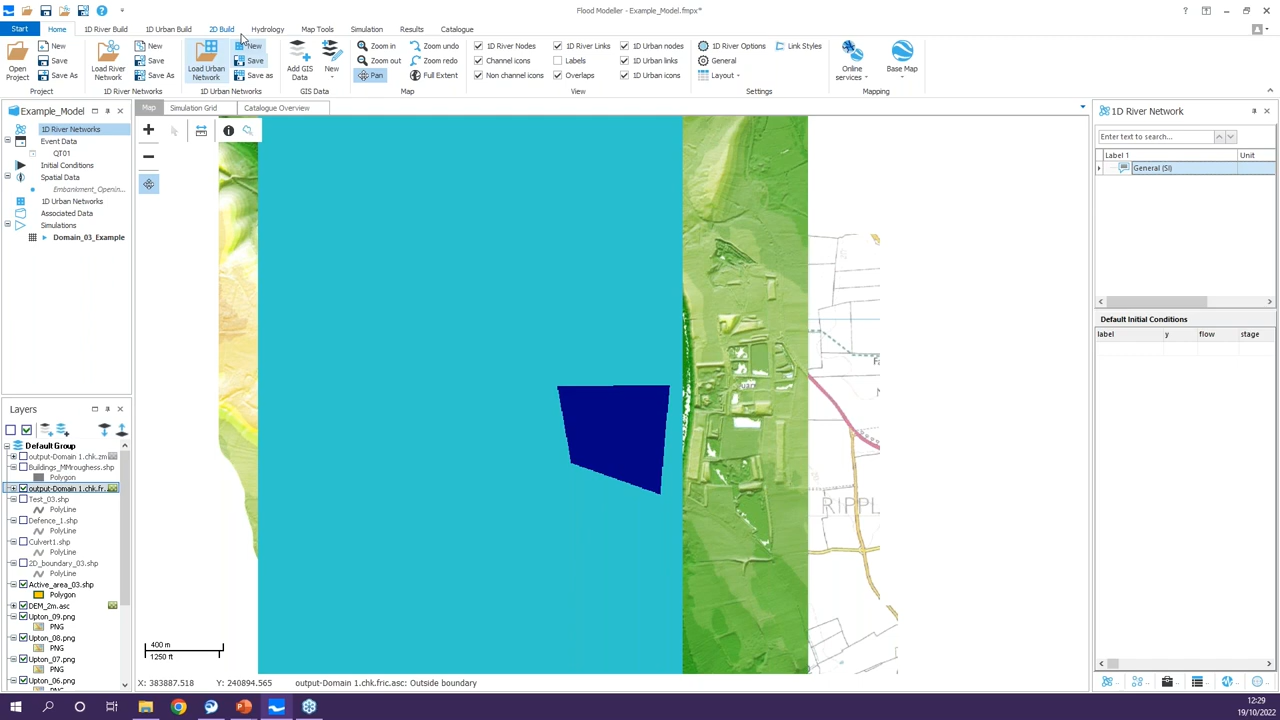 Flood Modeller - Example_Model.fmpx*
Start Home 1D River Build 1D Urban Build 2D Build Hydrology Map Tools Simulation Results Catalogue
Open Project
New
Save
Save As
Project
Load River Network
New
Save
Save As
1D River Networks
Load Urban Network
New
Save
Save as
1D Urban Networks
Add GIS Data
New
GIS Data
Zoom in
Zoom out
Pan
Zoom undo
Zoom redo
Full Extent
Map
1D River Nodes
Channel icons
Non channel icons
1D River Links
Labels
Overlaps
1D Urban nodes
1D Urban links
1D Urban icons
View
1D River Options
General
Layout
Link Styles
Settings
Online services
Base Map
Mapping
Example_Model
1D River Networks
Event Data
QT01
Initial Conditions
Spatial Data
Embankment_Openin...
1D Urban Networks
Associated Data
Simulations
Domain_03_Example
Layers
Default Group
output-Domain 1.chk.zm
Buildings_MMroughess.shp
Polygon
output-Domain 1.chk.fr..
Test_03.shp
PolyLine
Defence_1.shp
PolyLine
Culvert1.shp
PolyLine
2D_boundary_03.shp
PolyLine
Active_area_03.shp
Polygon
DEM_2m.asc
Upton_09.png
PNG
Upton_08.png
PNG
Upton_07.png
PNG
Upton_06.png
PNG
Map Simulation Grid Catalogue Overview
RIPPL
400 m
1250 ft
X: 383887.518 Y: 240894.565 output-Domain 1.chk.fric.asc: Outside boundary
1D River Network
Enter text to search...
Label 1 Unit
General (SI)
Default Initial Conditions
label y flow stage
12:29
19/10/2022